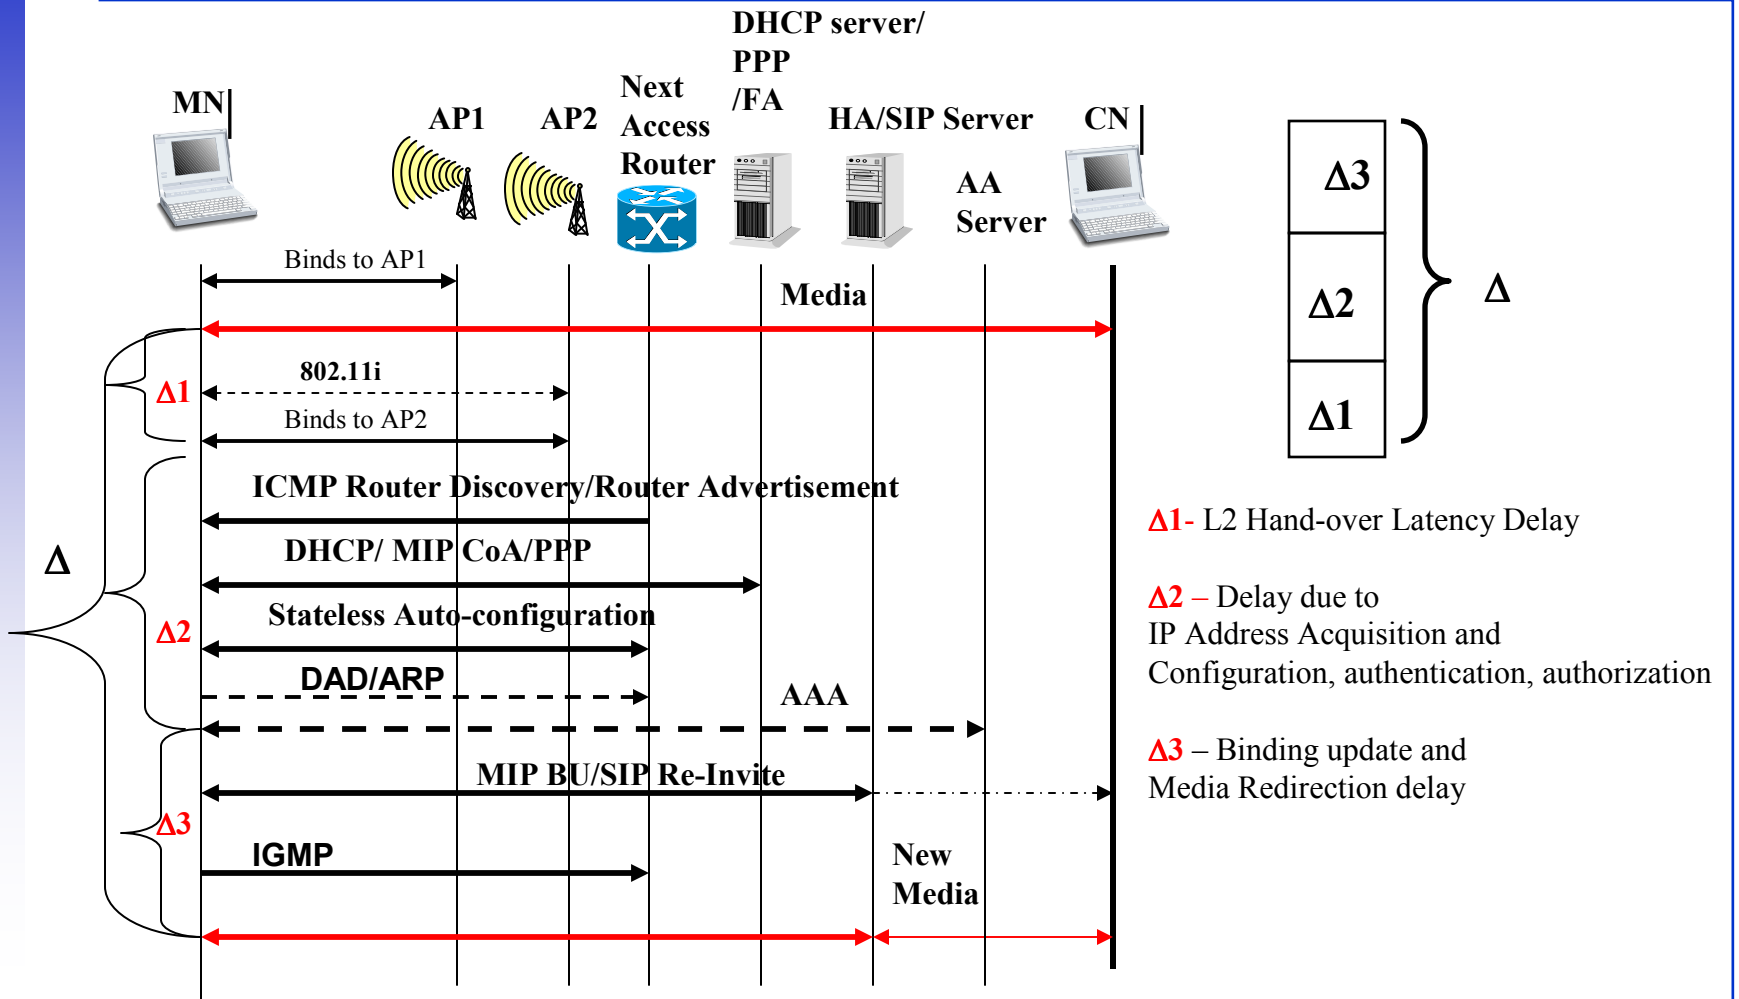 DHCP server/
PPP
/FA
MN
AP1
AP2
Next
Access
Router
HA/SIP Server
AA
Server
CN
Binds to AP1
Media
802.11i
Δ1
Binds to AP2
ICMP Router Discovery/Router Advertisement
DHCP/ MIP CoA/PPP
Δ
Stateless Auto-configuration
Δ2
DAD/ARP
AAA
MIP BU/SIP Re-Invite
Δ3
IGMP
New
Media
Δ3
Δ2
Δ1
Δ
Δ1- L2 Hand-over Latency Delay
Δ2 – Delay due to
IP Address Acquisition and
Configuration, authentication, authorization
Δ3 – Binding update and
Media Redirection delay